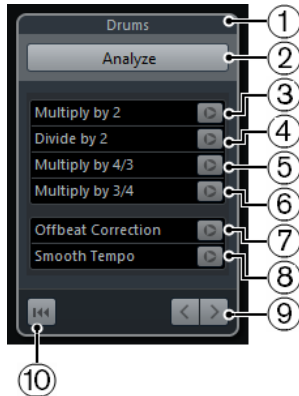 Drums ①
Analyze ②
Multiply by 2 ③
Divide by 2 ④
Multiply by 4/3 ⑤
Multiply by 3/4 ⑥
Offbeat Correction ⑦
Smooth Tempo ⑧
⑨
⑩